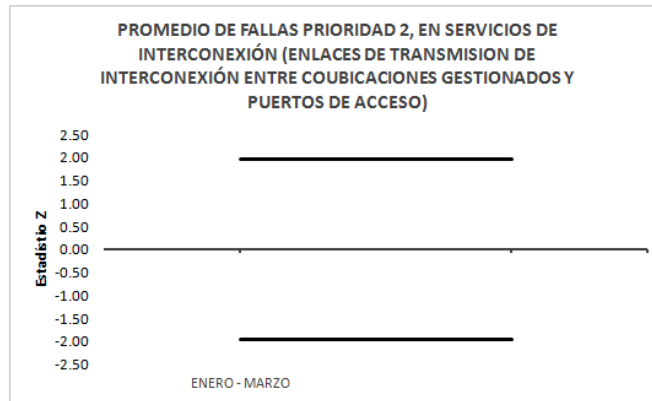 PROMEDIO DE FALLAS PRIORIDAD 2, EN SERVICIOS DE
INTERCONEXIÓN (ENLACES DE TRANSMISION DE
INTERCONEXIÓN ENTRE COUBICACIONES GESTIONADOS Y
PUERTOS DE ACCESO)
Estadístio Z
2.50
2.00
1.50
1.00
0.50
0.00
-0.50
-1.00
-1.50
-2.00
-2.50
ENERO - MARZO